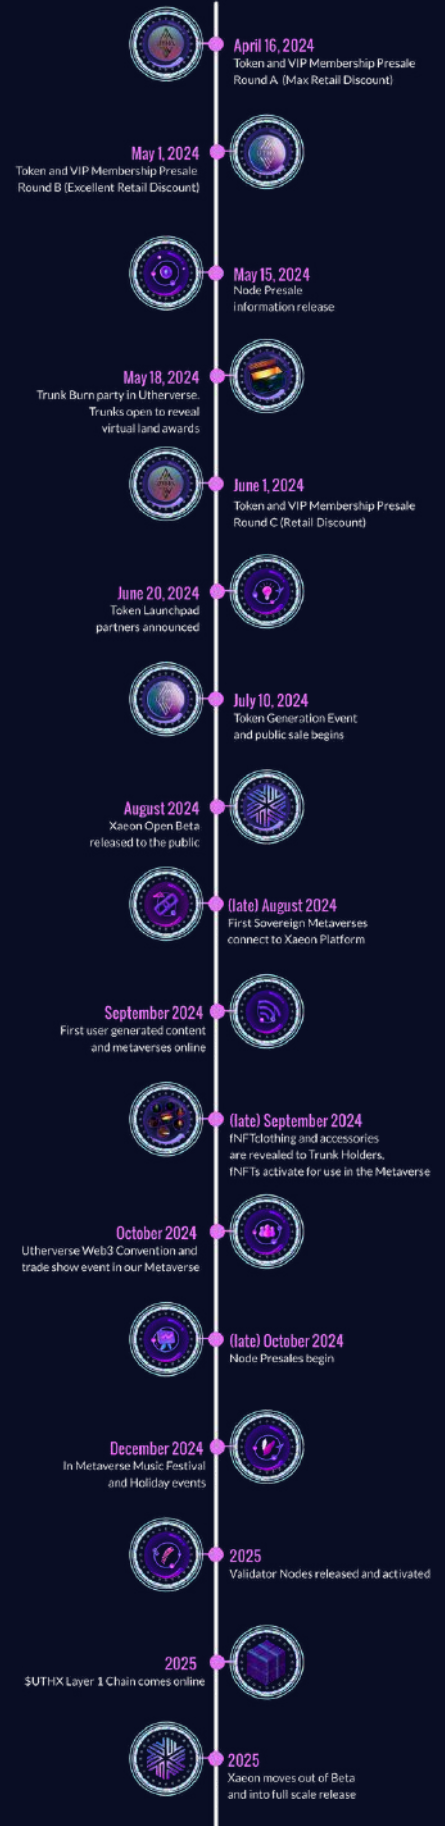 April 16, 2024
Token and VIP Membership Presale
Round A (Max Retail Discount)
May 1, 2024
Token and VIP Membership Presale
Round B (Excellent Retail Discount)
May 15, 2024
Node Presale
information release
May 18, 2024
Trunk Burn party in Utherverse.
Trunks open to reveal
virtual land awards
June 1, 2024
Token and VIP Membership Presale
Round C (Retail Discount)
June 20, 2024
Token Launchpad
partners announced
July 10, 2024
Token Generation Event
and public sale begins
August 2024
Xaeon Open Beta
released to the public
(late) August 2024
First Sovereign Metaverses
connect to Xaeon Platform
September 2024
First user generated content
and metaverses online
(late) September 2024
fNFTclothing and accessories
are revealed to Trunk Holders,
fNFTs activate for use in the Metaverse
October 2024
Utherverse Web3 Convention and
trade show event in our Metaverse
(late) October 2024
Node Presales begin
December 2024
In Metaverse Music Festival
and Holiday events
2025
Validator Nodes released and activated
2025
$UTHX Layer 1 Chain comes online
2025
Xaeon moves out of Beta
and into full scale release